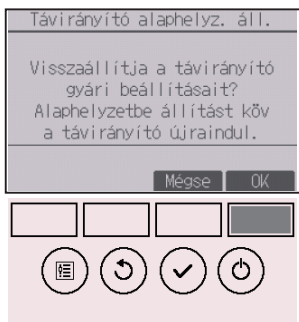 Távirányító alaphelyz. áll.
Visszaállítja a távirányító
gyári beállításait?
Alaphelyzetbe állítást köv
a távirányító újraindul.
Mégse OK